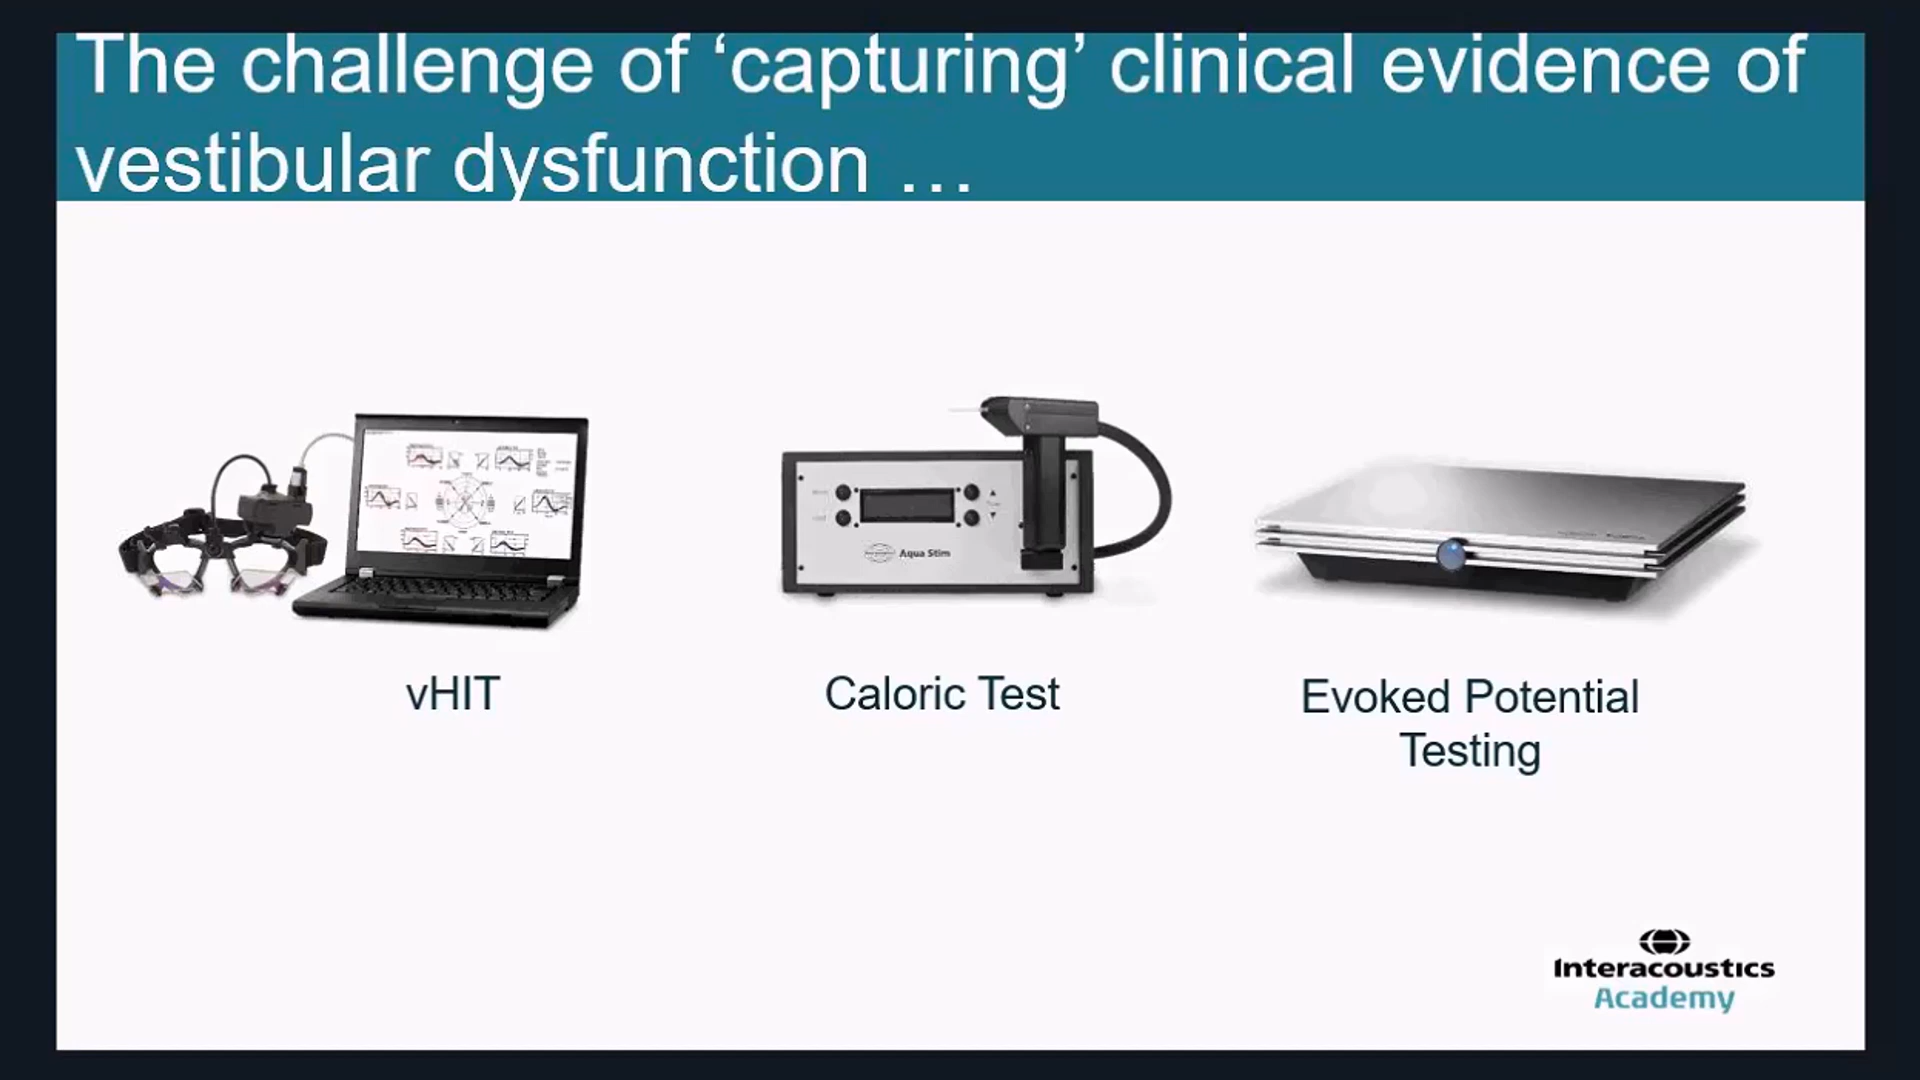 The challenge of ‘capturing’ clinical evidence of
vestibular dysfunction …
Aqua Stim
vHIT
Caloric Test
Evoked Potential
Testing
Interacoustics
Academy